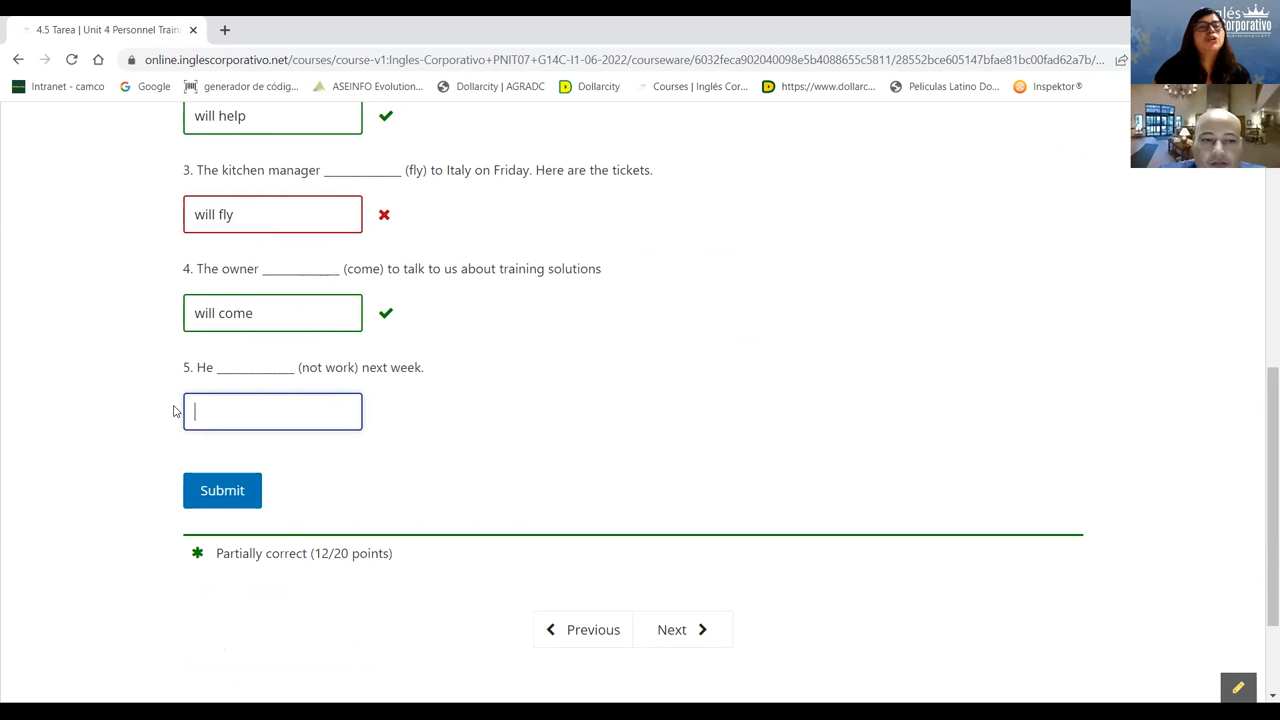 4.5 Tarea | Unit 4 Personnel Traini
online.inglescorporativo.net/courses/course-v1:Ingles-Corporativo+PNIT07+G14C-I1-06-2022/courseware/6032feca902040098e5b4088655c5811/28552bce605147bfae81bc00fad62a7b/...
Intranet - camco
Google
generador de códig...
ASEINFO Evolution...
Dollarcity | AGRADC
Dollarcity
Courses | Inglés Cor...
https://www.dollarc...
Peliculas Latino Do...
Inspektor®
will help
3. The kitchen manager _____________ (fly) to Italy on Friday. Here are the tickets.
will fly
4. The owner _____________ (come) to talk to us about training solutions
will come
5. He _____________ (not work) next week.
Submit
Partially correct (12/20 points)
Previous
Next